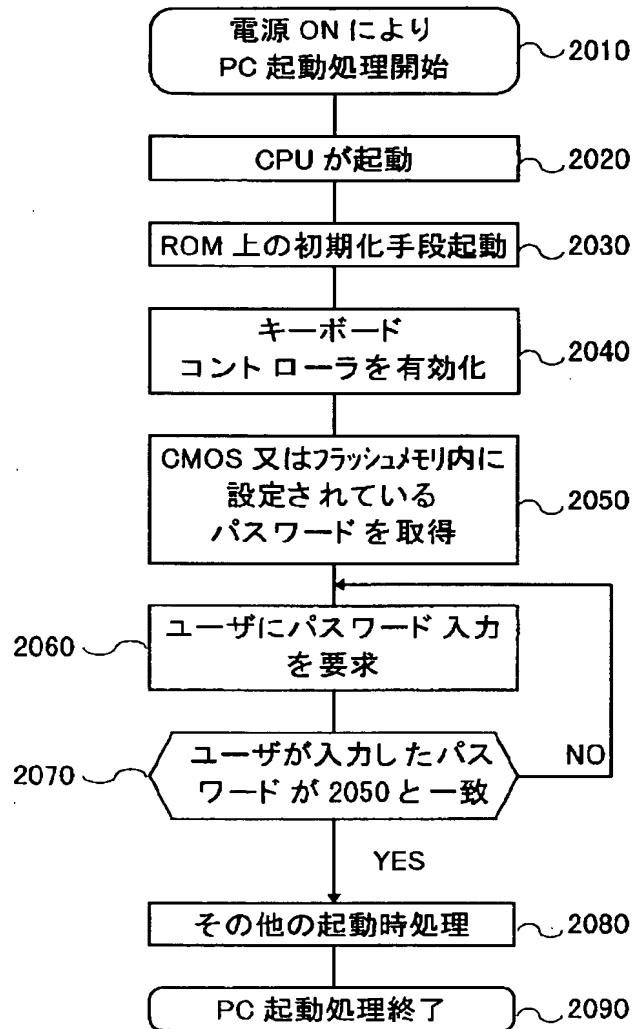 電源 ON により
PC 起動処理開始
2010
CPU が起動
2020
ROM 上の初期化手段起動
2030
キーボード
コントローラを有効化
2040
CMOS 又はフラッシュメモリ内に
設定されている
パスワードを取得
2050
2060
ユーザにパスワード入力
を要求
2070
ユーザが入力したパス
ワードが 2050 と一致
NO
YES
その他の起動時処理
2080
PC 起動処理終了
2090